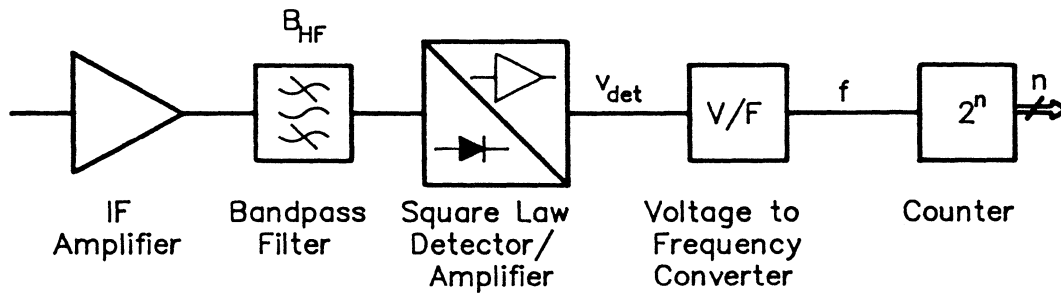 B_HF
v_det
V/F
f
2^n
n
IF
Amplifier
Bandpass
Filter
Square Law
Detector/
Amplifier
Voltage to
Frequency
Converter
Counter